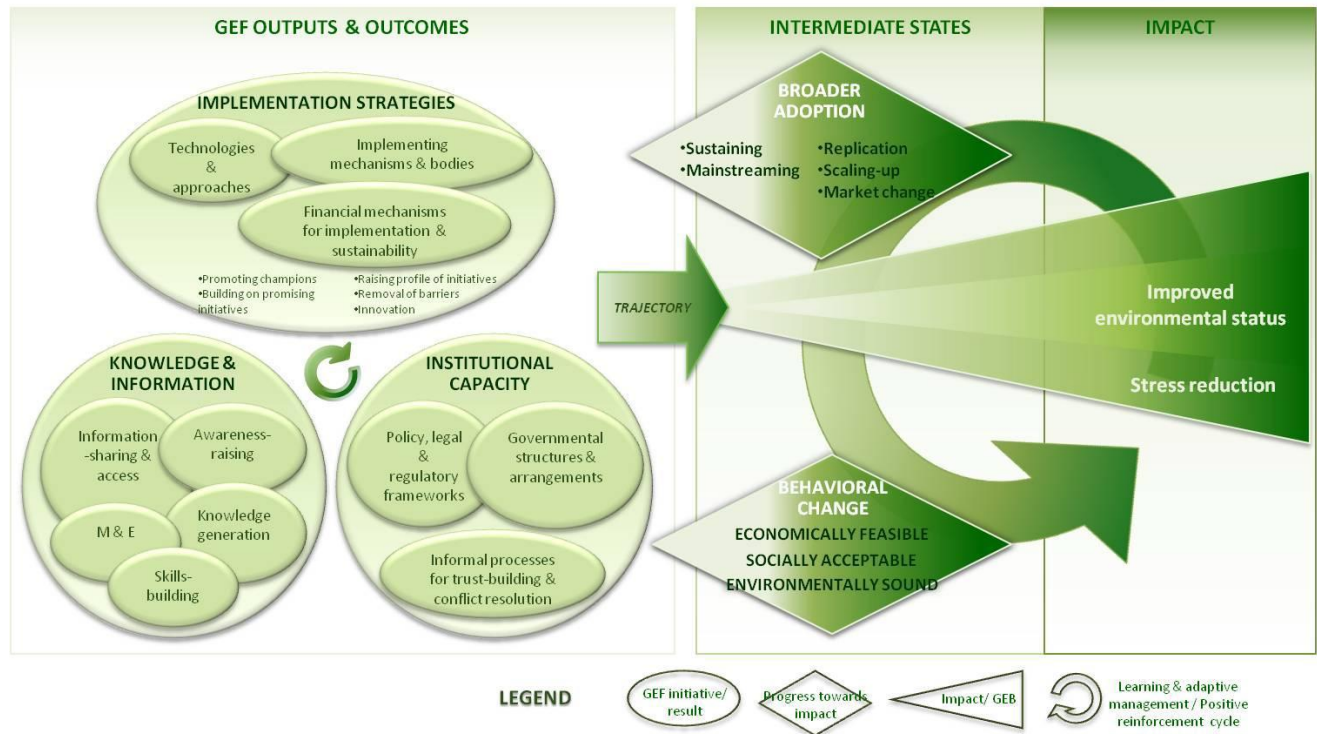 GEF OUTPUTS & OUTCOMES
INTERMEDIATE STATES
IMPACT
IMPLEMENTATION STRATEGIES
Technologies
&
approaches
Implementing
mechanisms & bodies
Financial mechanisms
for implementation &
sustainability
•Promoting champions
•Building on promising
initiatives
•Raising profile of initiatives
•Removal of barriers
•Innovation
KNOWLEDGE &
INFORMATION
Information
-sharing &
access
Awareness-
raising
M & E
Knowledge
generation
Skills-
building
INSTITUTIONAL
CAPACITY
Policy, legal
&
regulatory
frameworks
Governmental
structures &
arrangements
Informal processes
for trust-building &
conflict resolution
TRAJECTORY
BROADER
ADOPTION
•Sustaining
•Mainstreaming
•Replication
•Scaling-up
•Market change
Improved
environmental status
Stress reduction
BEHAVIORAL
CHANGE
ECONOMICALLY FEASIBLE
SOCIALLY ACCEPTABLE
ENVIRONMENTALLY SOUND
LEGEND
GEF initiative/
result
Progress towards
impact
Impact/ GEB
Learning & adaptive
management / Positive
reinforcement cycle